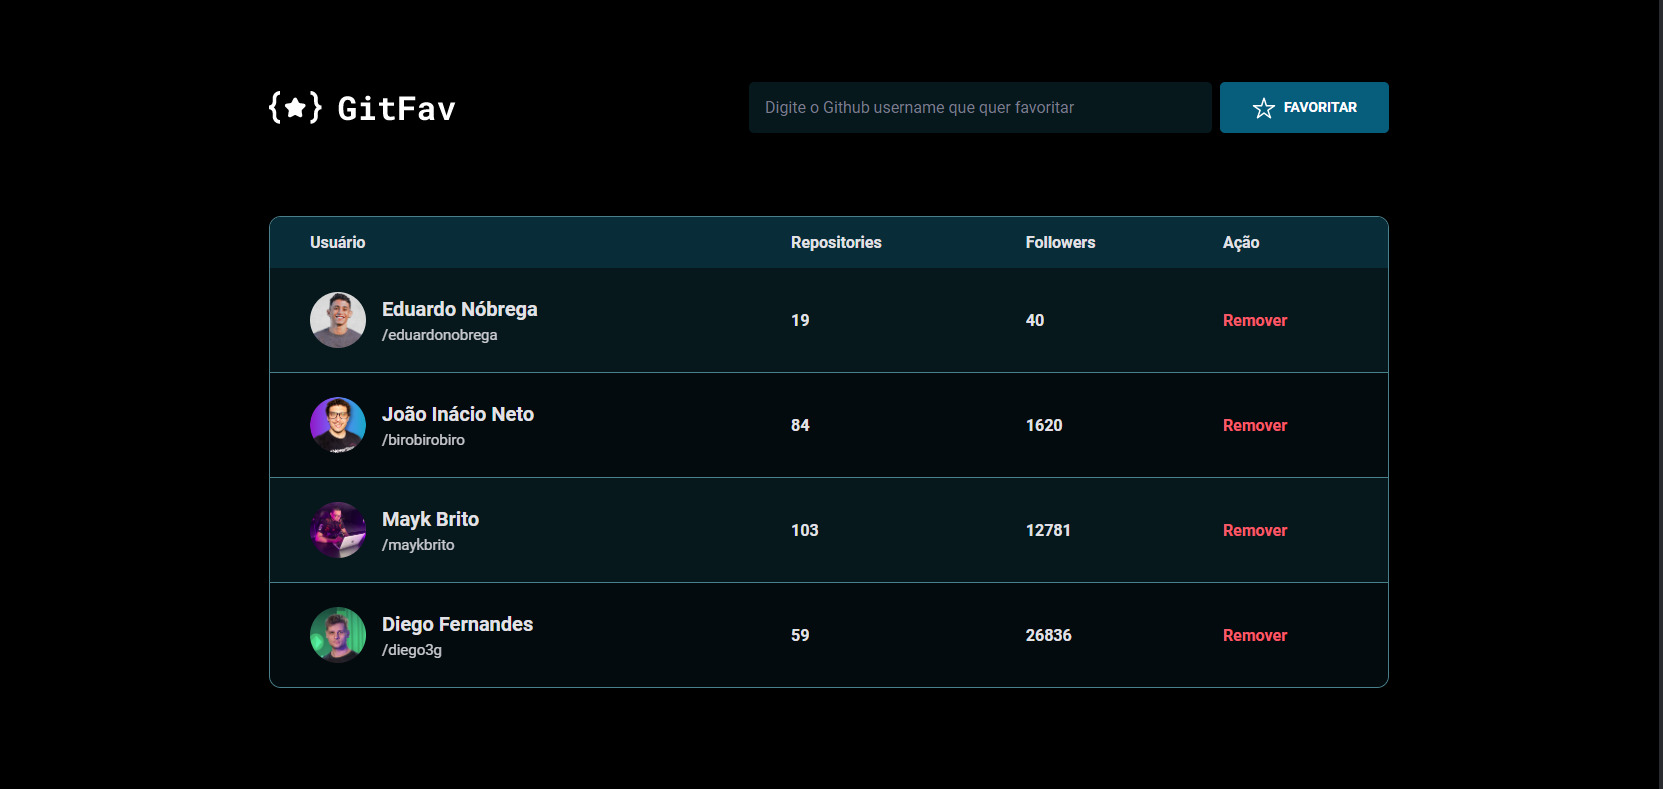 {★} GitFav
Digite o Github username que quer favoritar
FAVORITAR
Usuário Repositories Followers Ação
Eduardo Nóbrega
/eduardonobrega
19 40 Remover
João Inácio Neto
/birobirobiro
84 1620 Remover
Mayk Brito
/maykbrito
103 12781 Remover
Diego Fernandes
/diego3g
59 26836 Remover